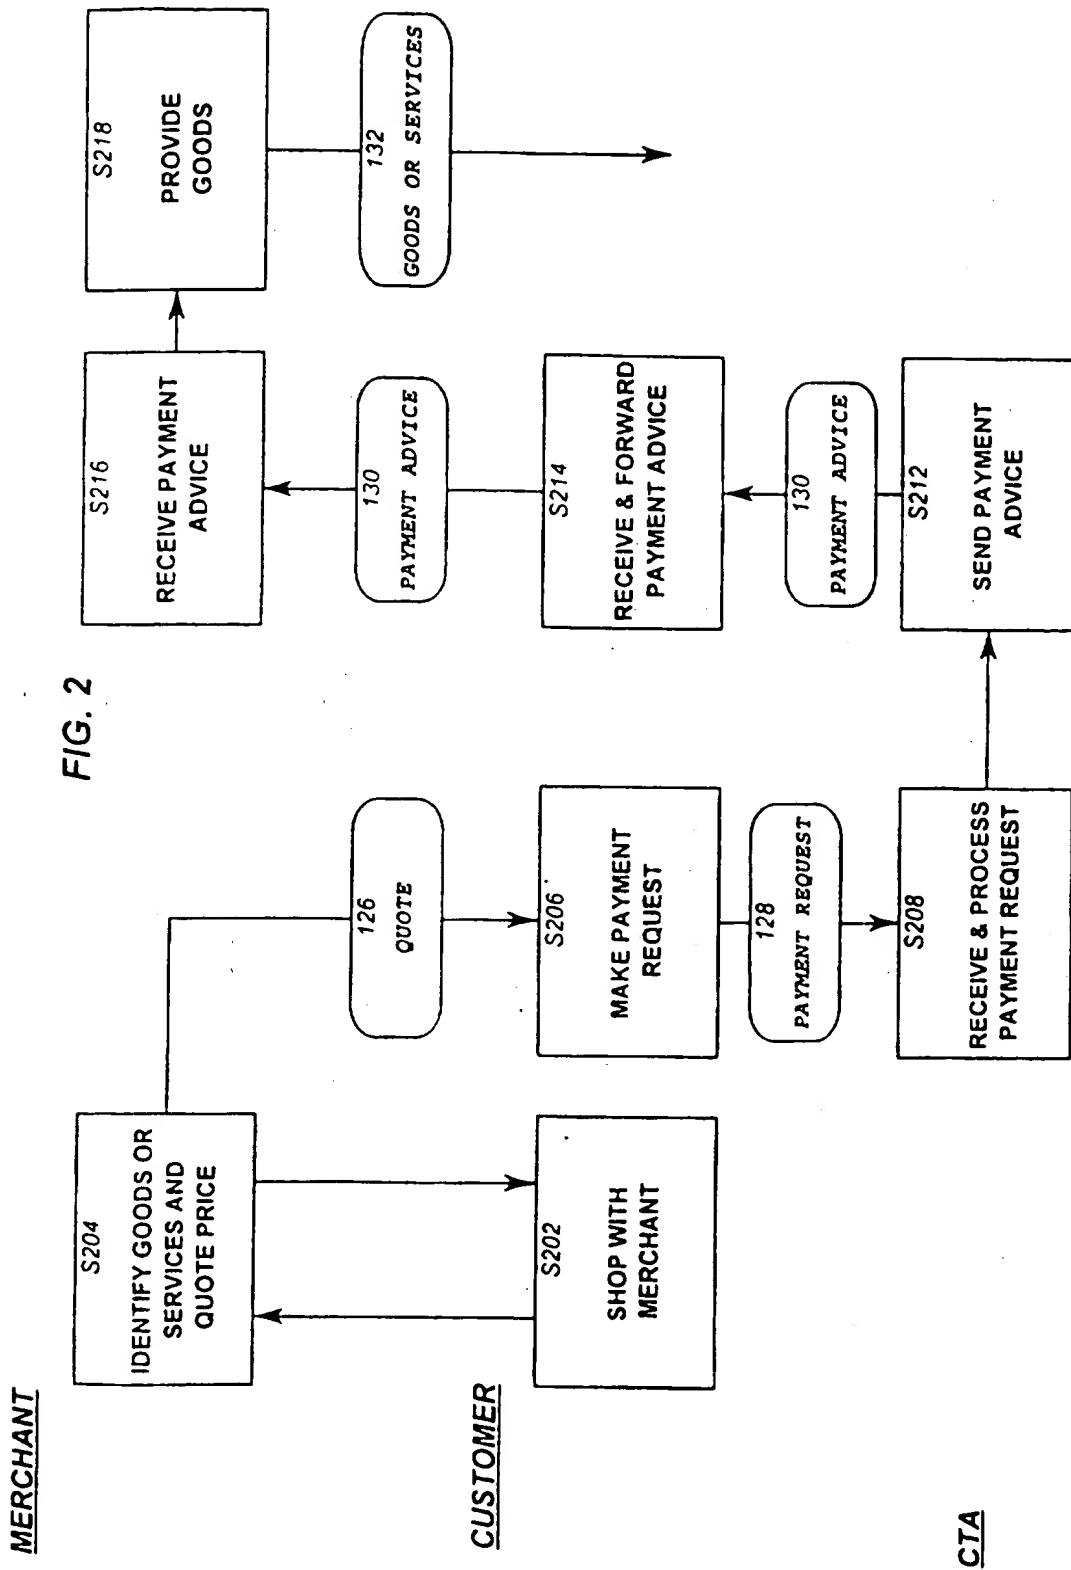 FIG. 2
MERCHANT
S204
IDENTIFY GOODS OR
SERVICES AND
QUOTE PRICE
S216
RECEIVE PAYMENT
ADVICE
S218
PROVIDE
GOODS
126
QUOTE
130
PAYMENT ADVICE
132
GOODS OR SERVICES
CUSTOMER
S202
SHOP WITH
MERCHANT
S206
MAKE PAYMENT
REQUEST
S214
RECEIVE & FORWARD
PAYMENT ADVICE
128
PAYMENT REQUEST
130
PAYMENT ADVICE
CTA
S208
RECEIVE & PROCESS
PAYMENT REQUEST
S212
SEND PAYMENT
ADVICE